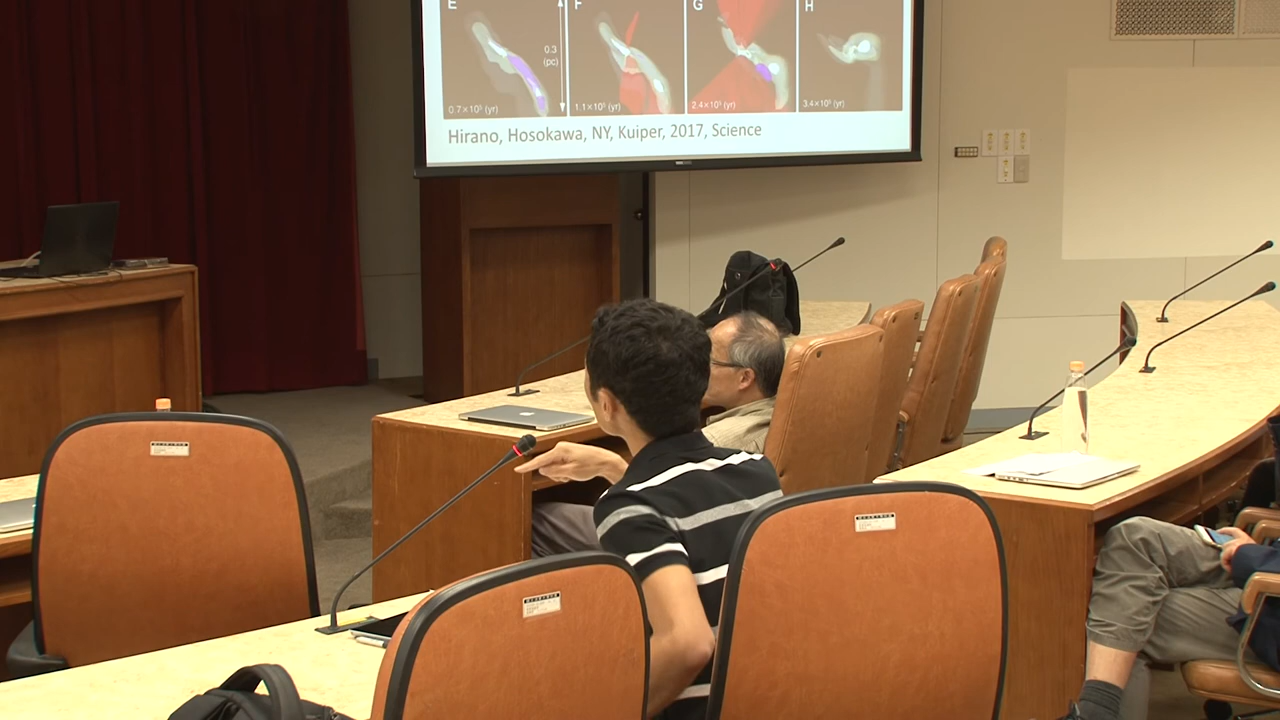 E
F
G
H
0.3
(pc)
0.7×10⁵ (yr)
1.1×10⁵ (yr)
2.4×10⁵ (yr)
3.4×10⁵ (yr)
Hirano, Hosokawa, NY, Kuiper, 2017, Science